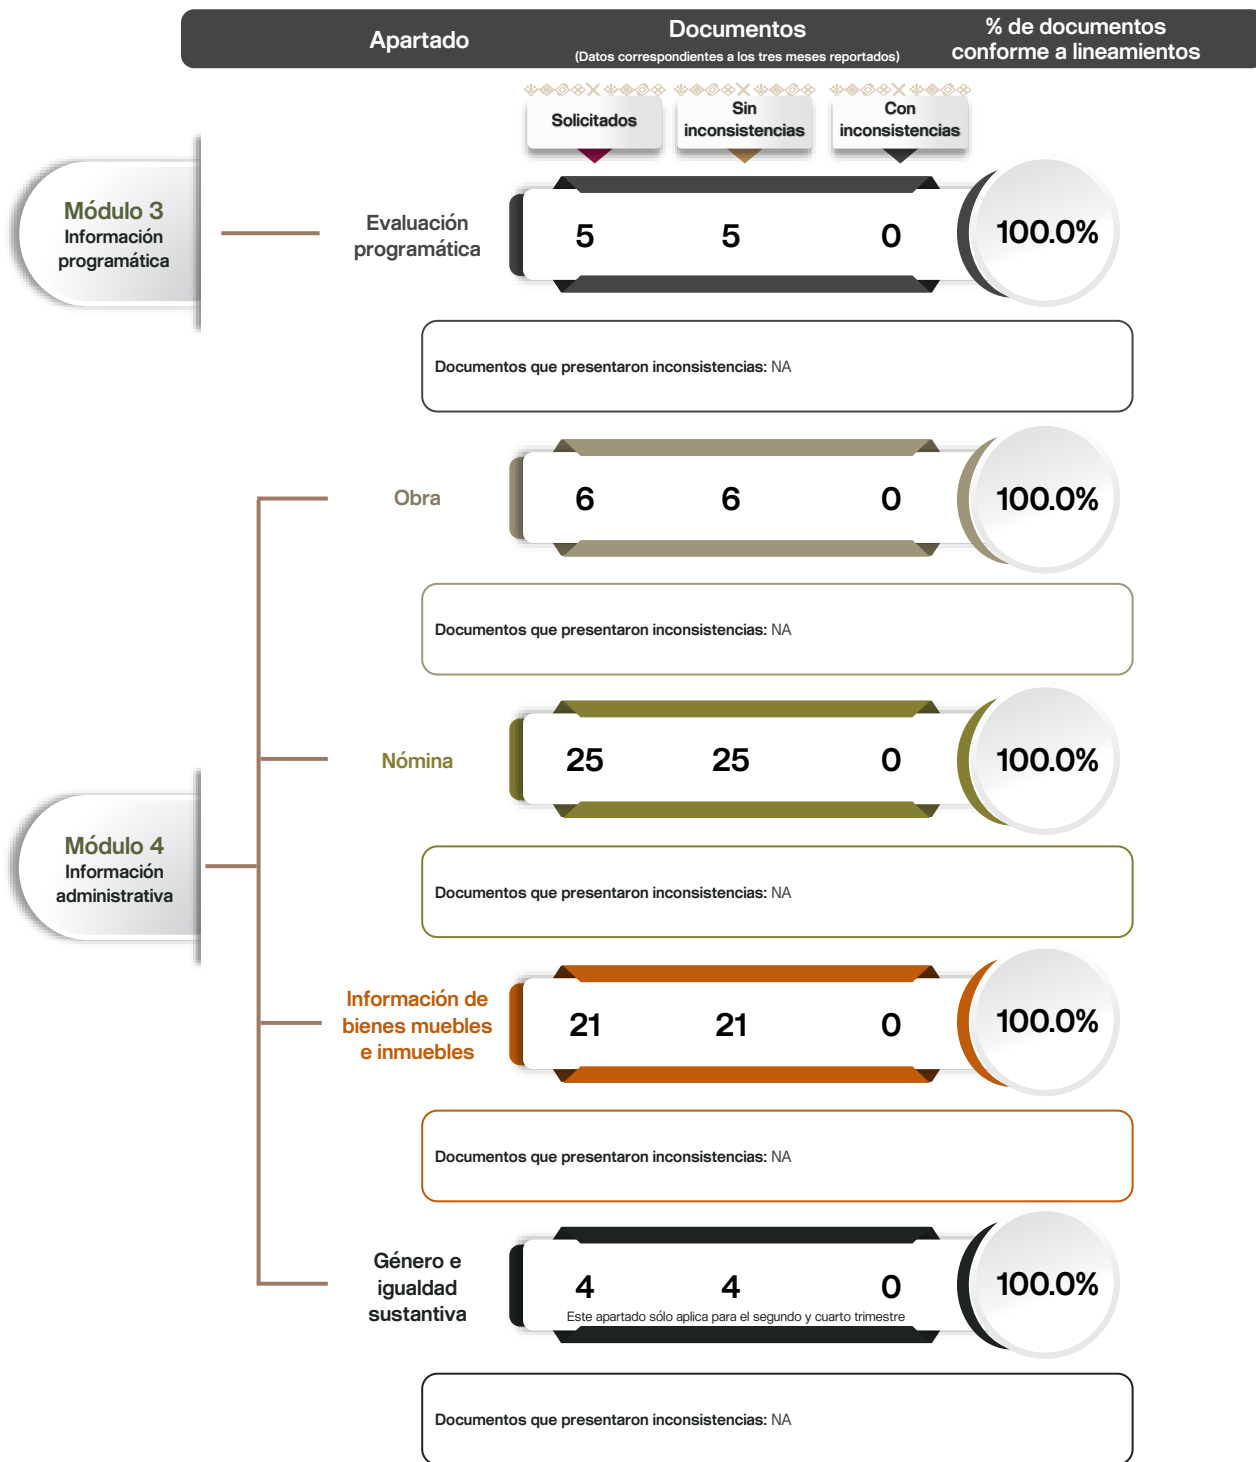 Apartado
Documentos
(Datos correspondientes a los tres meses reportados)
% de documentos
conforme a lineamientos
Solicitados
Sin
inconsistencias
Con
inconsistencias
Módulo 3
Información
programática
Evaluación
programática
5 5 0 100.0%
Documentos que presentaron inconsistencias: NA
Obra
6 6 0 100.0%
Documentos que presentaron inconsistencias: NA
Nómina
25 25 0 100.0%
Módulo 4
Información
administrativa
Documentos que presentaron inconsistencias: NA
Información de
bienes muebles
e inmuebles
21 21 0 100.0%
Documentos que presentaron inconsistencias: NA
Género e
igualdad
sustantiva
4 4 0 100.0%
Este apartado sólo aplica para el segundo y cuarto trimestre
Documentos que presentaron inconsistencias: NA